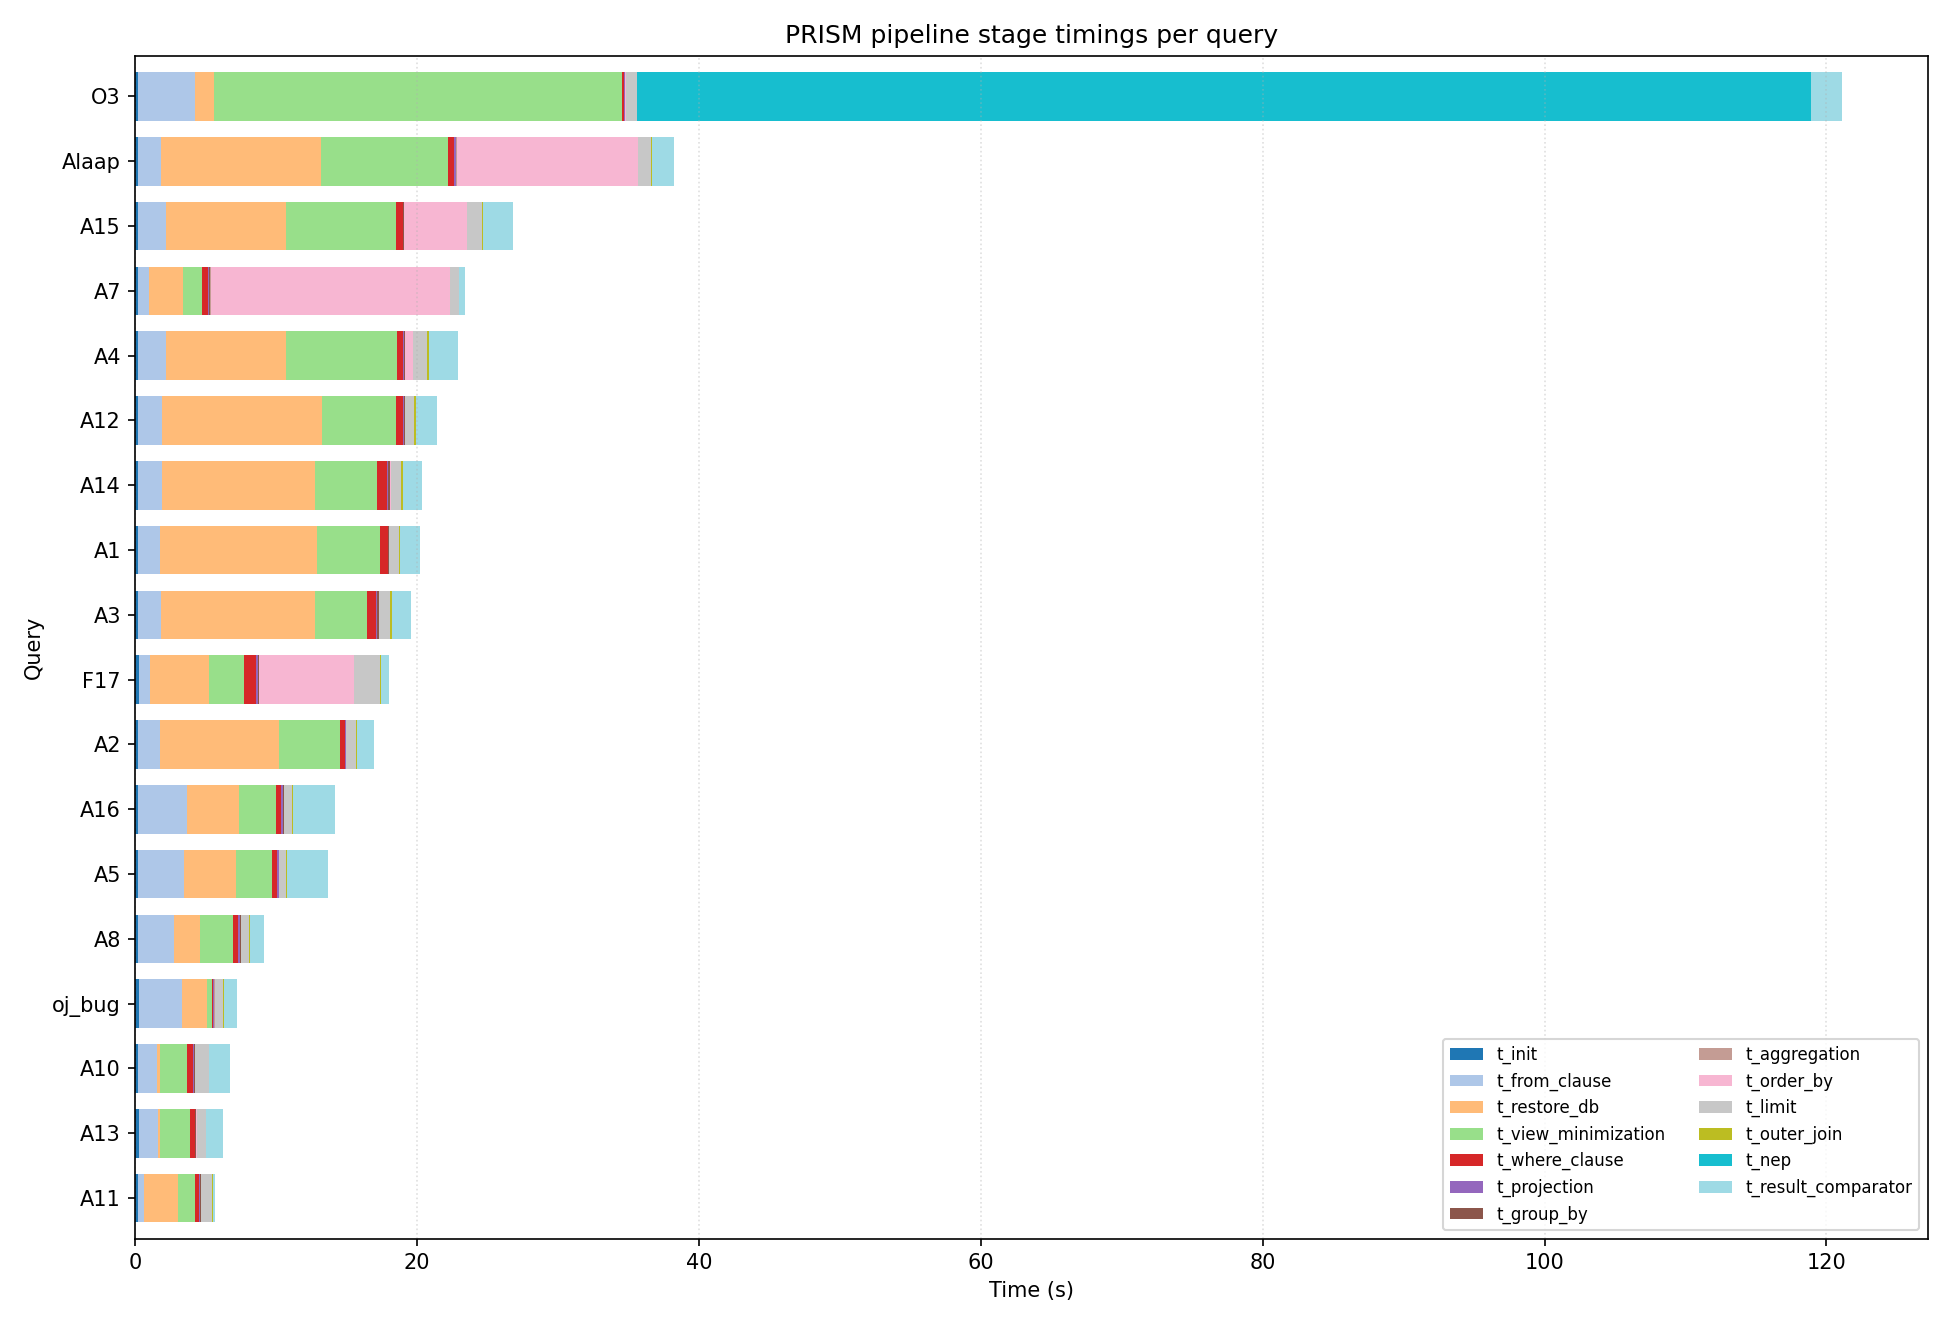 PRISM pipeline stage timings per query
O3
Alaap
A15
A7
A4
A12
A14
A1
A3
F17
A2
A16
A5
A8
oj_bug
A10
A13
A11
Query
0 20 40 60 80 100 120
Time (s)
t_init
t_from_clause
t_restore_db
t_view_minimization
t_where_clause
t_projection
t_group_by
t_aggregation
t_order_by
t_limit
t_outer_join
t_nep
t_result_comparator